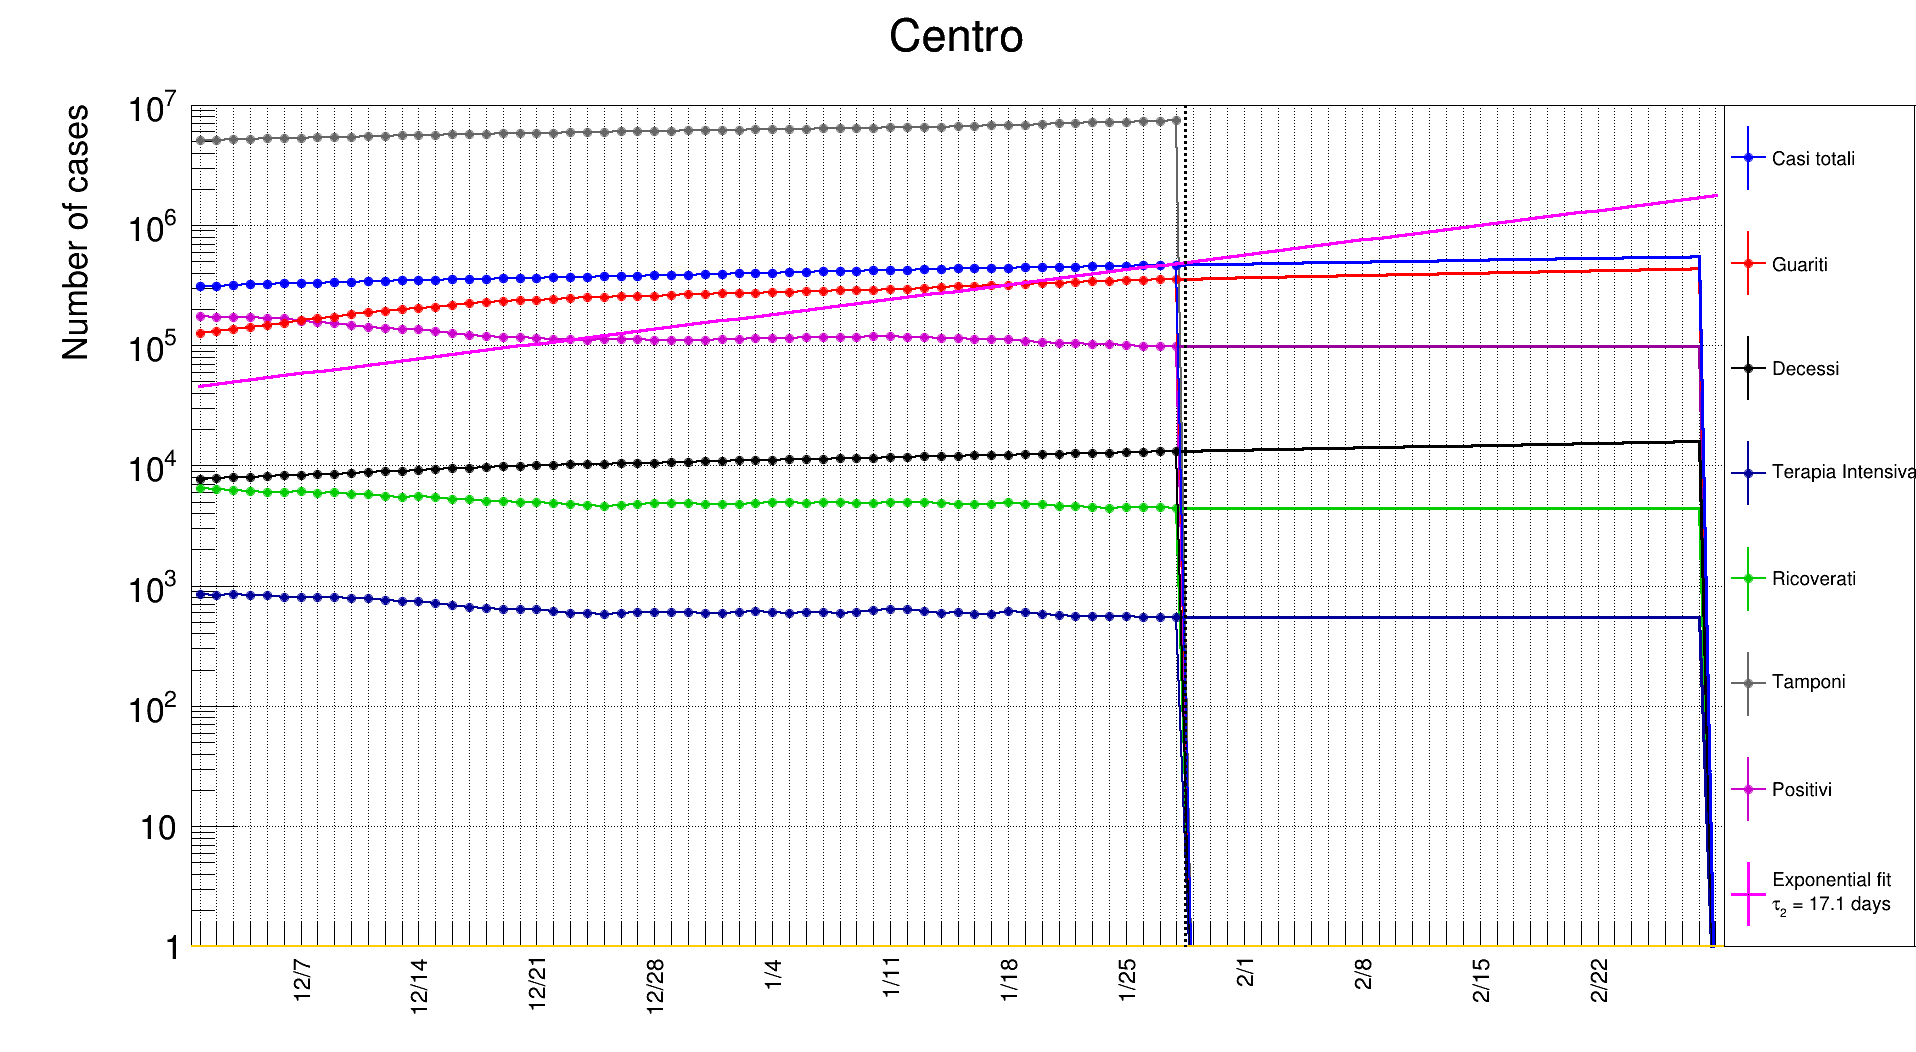 Centro
Number of cases
10^7
10^6
10^5
10^4
10^3
10^2
10
1
12/7
12/14
12/21
12/28
1/4
1/11
1/18
1/25
2/1
2/8
2/15
2/22
Casi totali
Guariti
Decessi
Terapia Intensiva
Ricoverati
Tamponi
Positivi
Exponential fit
τ_2 = 17.1 days